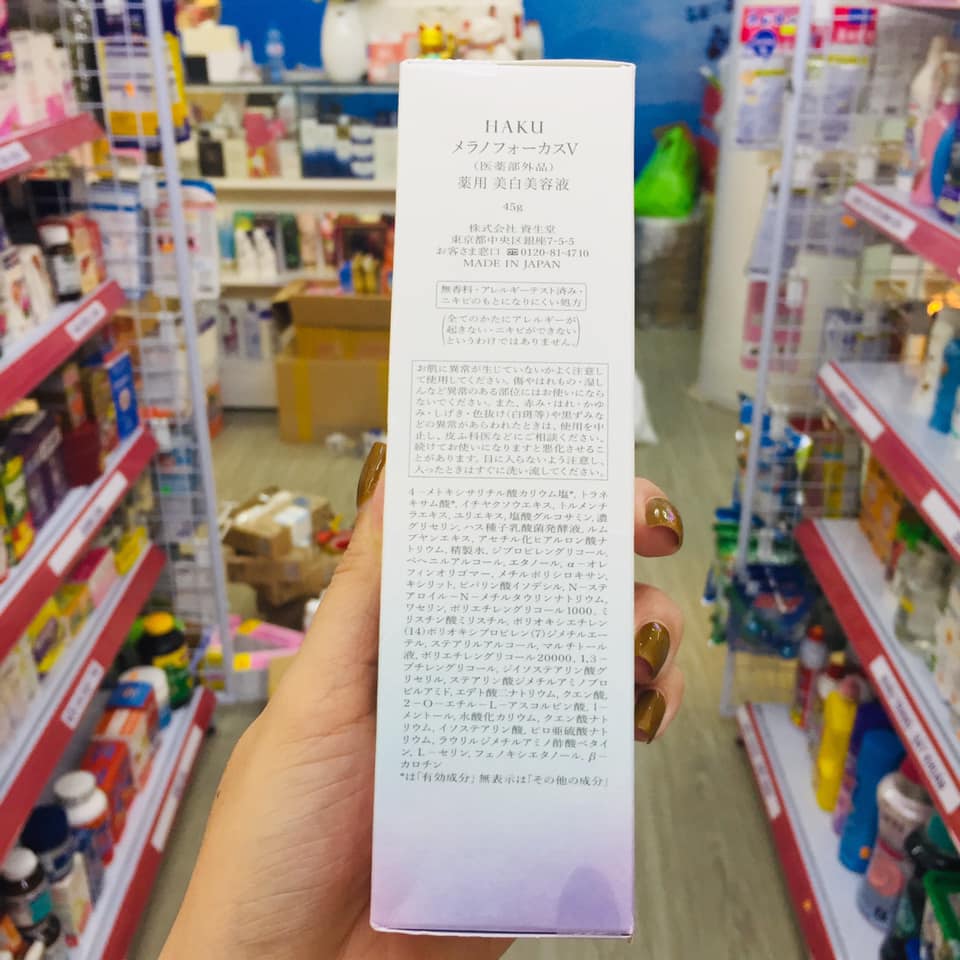 HAKU
メラノフォーカスV
（医薬部外品）
薬用 美白美容液
45g
株式会社 資生堂
東京都中央区銀座7-5-5
お客さま窓口 ☎0120-81-4710
MADE IN JAPAN
無香料・アレルギーテスト済み・
ニキビのもとになりにくい処方
全てのかたにアレルギーが
起きない・ニキビができない
というわけではありません。
お肌に異常が生じていないかよく注意し
て使用してください。傷やはれもの・湿し
んなど異常のある部位にはお使いになら
ないでください。また、赤み・はれ・かゆ
み・しげき・色抜け(白斑等)や黒ずみな
どの異常があらわれたときは、使用を中
止し、皮ふ科医などにご相談ください。
続けてお使いになりますと悪化させるこ
とがあります。目に入らないよう注意し、
入ったときはすぐに洗い流してください。
4－メトキシサリチル酸カリウム塩*, トラネ
キサム酸*, イチヤクソウエキス, トルメンチ
ラエキス, ユリエキス, 塩酸グルコサミン, 濃
グリセリン, ハス種子乳酸菌発酵液, ルム
プヤンエキス, アセチル化ヒアルロン酸ナ
トリウム, 精製水, ジプロピレングリコール,
ベヘニルアルコール, エタノール, α－オレ
フィンオリゴマー, メチルポリシロキサン,
キシリット, ピバリン酸イソデシル, N－ステ
アロイル－N－メチルタウリンナトリウム,
ワセリン, ポリエチレングリコール1000, ミ
リスチン酸ミリスチル, ポリオキシエチレン
(14)ポリオキシプロピレン(7)ジメチルエー
テル, ステアリルアルコール, マルチトール
液, ポリエチレングリコール20000, 1,3－
ブチレングリコール, ジイソステアリン酸グ
リセリル, ステアリン酸ジメチルアミノプロ
ピルアミド, エデト酸二ナトリウム, クエン酸,
2－O－エチル－L－アスコルビン酸, l－
メントール, 水酸化カリウム, クエン酸ナト
リウム, イソステアリン酸, ピロ亜硫酸ナト
リウム, ラウリルジメチルアミノ酢酸ベタイ
ン, L－セリン, フェノキシエタノール, β－
カロチン
*は「有効成分」無表示は「その他の成分」